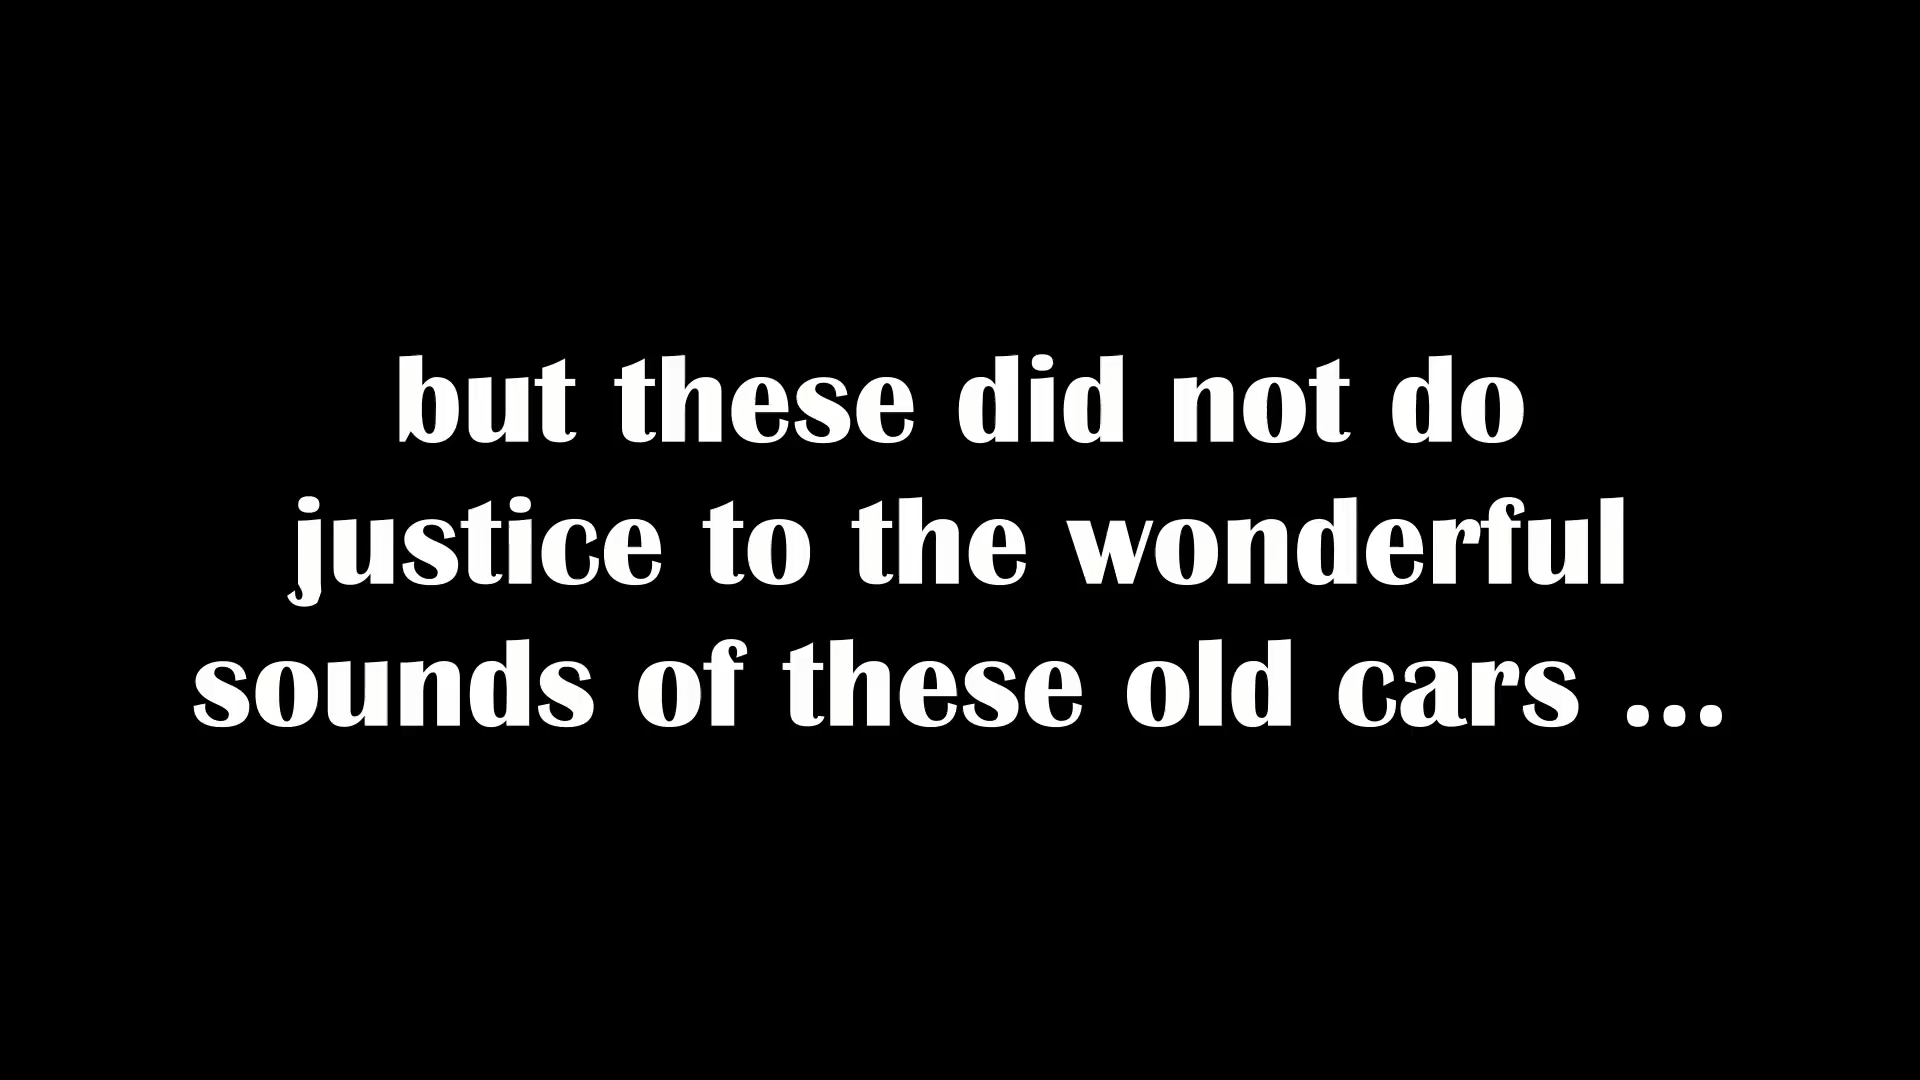 but these did not do
justice to the wonderful
sounds of these old cars ...